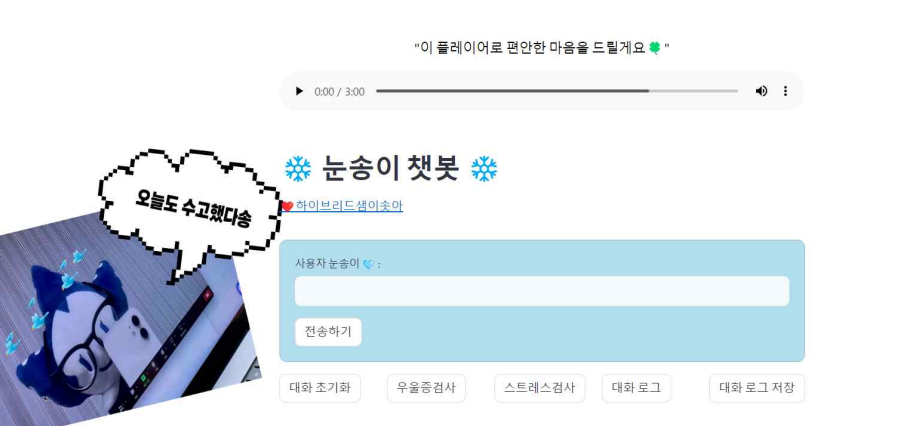 "이 플레이어로 편안한 마음을 드릴게요 🍀 "
0:00 / 3:00
❄ 눈송이 챗봇 ❄
오늘도 수고했다송
❤ 하이브리드샘이솟아
사용자 눈송이 🩵 :
전송하기
대화 초기화
우울증검사
스트레스검사
대화 로그
대화 로그 저장